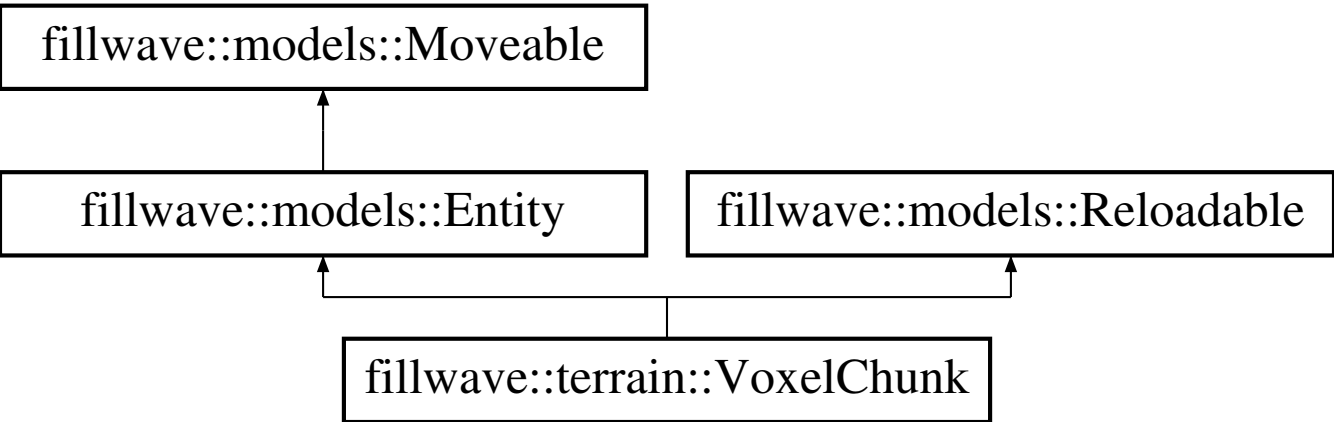 fillwave::models::Moveable
fillwave::models::Entity
fillwave::models::Reloadable
fillwave::terrain::VoxelChunk